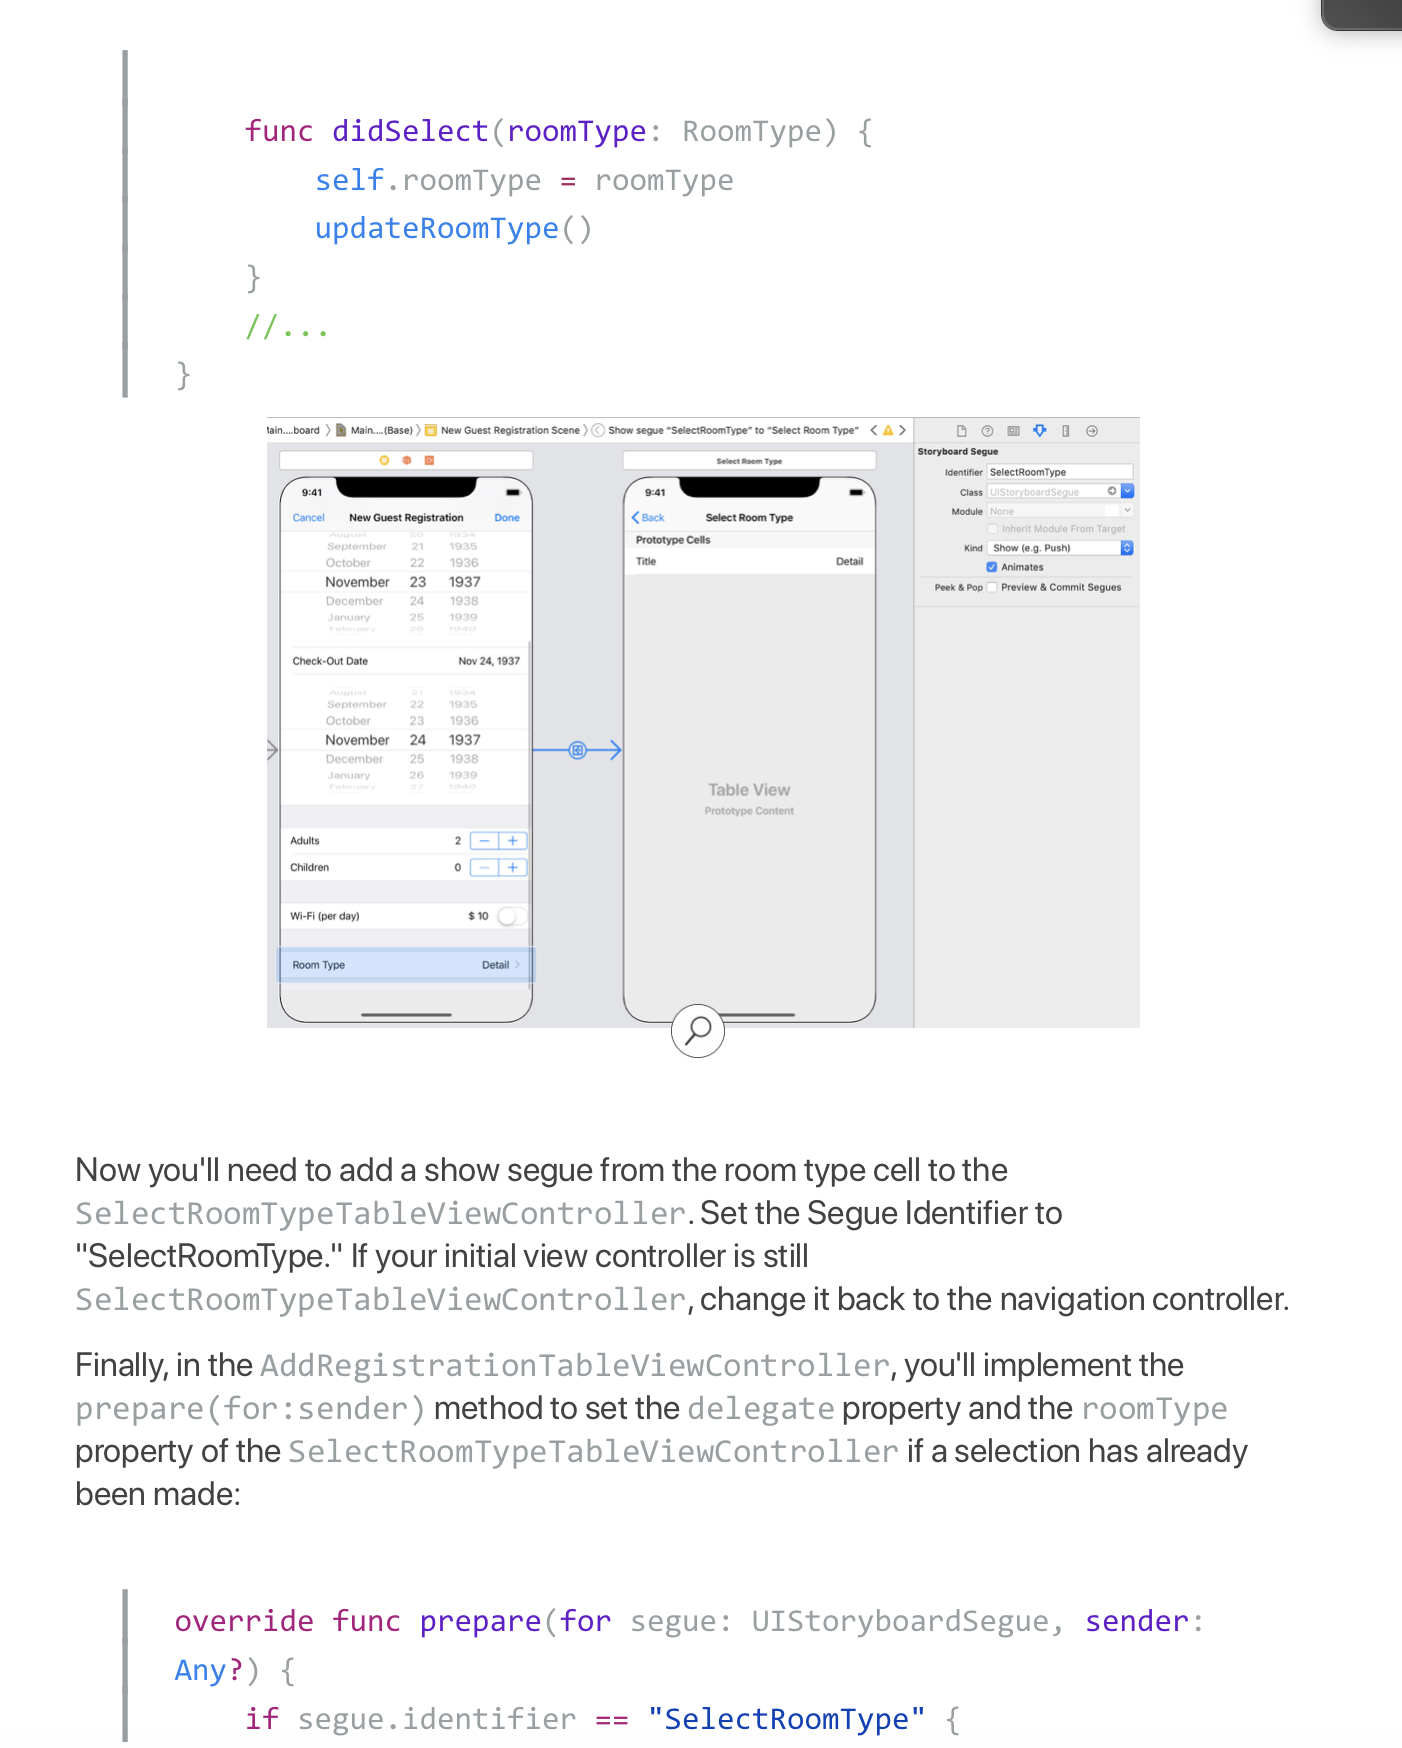 func didSelect(roomType: RoomType) {
self.roomType = roomType
updateRoomType()
}
//...
}
Main....(Base) New Guest Registration Scene Show segue "SelectRoomType" to "Select Room Type"
Select Room Type
9:41
Cancel New Guest Registration Done
September 21 1935
October 22 1936
November 23 1937
December 24 1938
January 25 1939
Check-Out Date Nov 24, 1937
August 21 1934
September 22 1935
October 23 1936
November 24 1937
December 25 1938
January 26 1939
February 27 1940
Adults 2 − +
Children 0 − +
Wi-Fi (per day) $ 10
Room Type Detail
9:41
Back Select Room Type
Prototype Cells
Title Detail
Table View
Prototype Content
Storyboard Segue
Identifier SelectRoomType
Class UIStoryboardSegue
Module None
Inherit Module From Target
Kind Show (e.g. Push)
Animates
Peek & Pop Preview & Commit Segues
Now you'll need to add a show segue from the room type cell to the
SelectRoomTypeTableViewController. Set the Segue Identifier to
"SelectRoomType." If your initial view controller is still
SelectRoomTypeTableViewController, change it back to the navigation controller.
Finally, in the AddRegistrationTableViewController, you'll implement the
prepare(for:sender) method to set the delegate property and the roomType
property of the SelectRoomTypeTableViewController if a selection has already
been made:
override func prepare(for segue: UIStoryboardSegue, sender:
Any?) {
if segue.identifier == "SelectRoomType" {